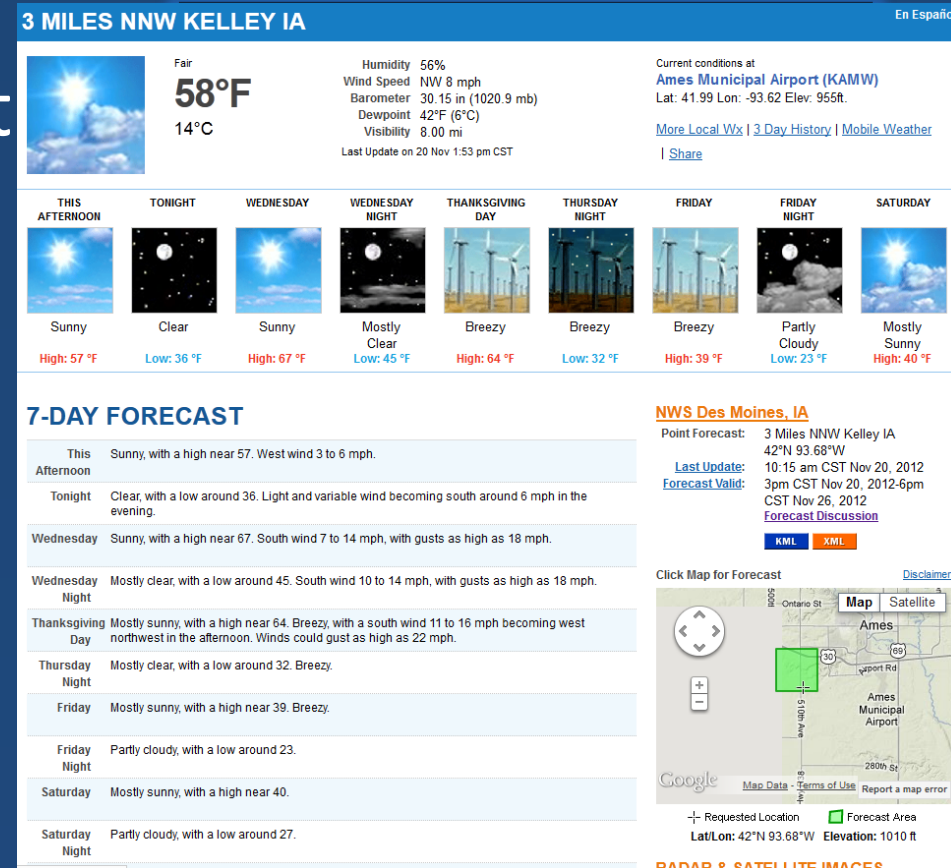 3 MILES NNW KELLEY IA
En Españo
t
Fair
58°F
14°C
Humidity 56%
Wind Speed NW 8 mph
Barometer 30.15 in (1020.9 mb)
Dewpoint 42°F (6°C)
Visibility 8.00 mi
Last Update on 20 Nov 1:53 pm CST
Current conditions at
Ames Municipal Airport (KAMW)
Lat: 41.99 Lon: -93.62 Elev: 955ft.
More Local Wx | 3 Day History | Mobile Weather
| Share
THIS AFTERNOON
Sunny
High: 57 °F
TONIGHT
Clear
Low: 36 °F
WEDNESDAY
Sunny
High: 67 °F
WEDNESDAY NIGHT
Mostly Clear
Low: 45 °F
THANKSGIVING DAY
Breezy
High: 64 °F
THURSDAY NIGHT
Breezy
Low: 32 °F
FRIDAY
Breezy
High: 39 °F
FRIDAY NIGHT
Partly Cloudy
Low: 23 °F
SATURDAY
Mostly Sunny
High: 40 °F
7-DAY FORECAST
This Afternoon Sunny, with a high near 57. West wind 3 to 6 mph.
Tonight Clear, with a low around 36. Light and variable wind becoming south around 6 mph in the
evening.
Wednesday Sunny, with a high near 67. South wind 7 to 14 mph, with gusts as high as 18 mph.
Wednesday Night Mostly clear, with a low around 45. South wind 10 to 14 mph, with gusts as high as 18 mph.
Thanksgiving Day Mostly sunny, with a high near 64. Breezy, with a south wind 11 to 16 mph becoming west
northwest in the afternoon. Winds could gust as high as 22 mph.
Thursday Night Mostly clear, with a low around 32. Breezy.
Friday Mostly sunny, with a high near 39. Breezy.
Friday Night Partly cloudy, with a low around 23.
Saturday Mostly sunny, with a high near 40.
Saturday Night Partly cloudy, with a low around 27.
NWS Des Moines, IA
Point Forecast: 3 Miles NNW Kelley IA
42°N 93.68°W
Last Update: 10:15 am CST Nov 20, 2012
Forecast Valid: 3pm CST Nov 20, 2012-6pm
CST Nov 26, 2012
Forecast Discussion
KML XML
Click Map for Forecast
Disclaimer
Ontario St
Map Satellite
Ames
30
69
Airport Rd
510th Ave
Ames
Municipal
Airport
280th St
Google
Map Data - Terms of Use Report a map error
Requested Location Forecast Area
Lat/Lon: 42°N 93.68°W Elevation: 1010 ft
RADAR & SATELLITE IMAGES